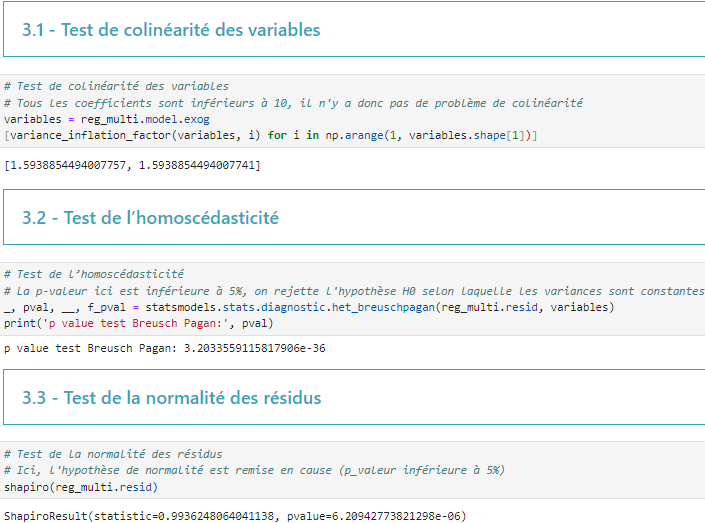 3.1 - Test de colinéarité des variables
# Test de colinéarité des variables
# Tous les coefficients sont inférieurs à 10, il n'y a donc pas de problème de colinéarité
variables = reg_multi.model.exog
[variance_inflation_factor(variables, i) for i in np.arange(1, variables.shape[1])]
[1.5938854494007757, 1.5938854494007741]
3.2 - Test de l’homoscédasticité
# Test de l’homoscédasticité
# La p-valeur ici est inférieure à 5%, on rejette l'hypothèse H0 selon laquelle les variances sont constantes
_, pval, __, f_pval = statsmodels.stats.diagnostic.het_breuschpagan(reg_multi.resid, variables)
print('p value test Breusch Pagan:', pval)
p value test Breusch Pagan: 3.2033559115817906e-36
3.3 - Test de la normalité des résidus
# Test de la normalité des résidus
# Ici, l'hypothèse de normalité est remise en cause (p_valeur inférieure à 5%)
shapiro(reg_multi.resid)
ShapiroResult(statistic=0.9936248064041138, pvalue=6.20942773821298e-06)